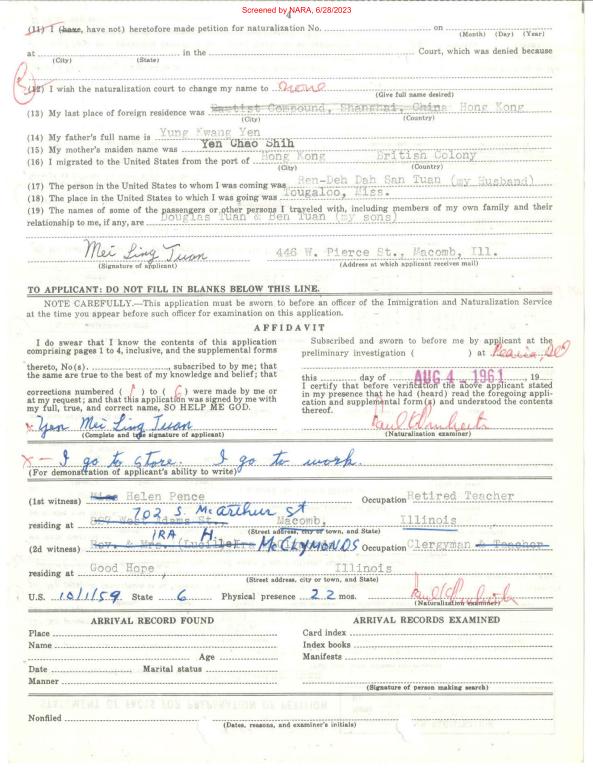 Screened by NARA, 6/28/2023
4
(11) I (have, have not) heretofore made petition for naturalization No. on
(Month) (Day) (Year)
at in the Court, which was denied because
(City) (State)
(12) I wish the naturalization court to change my name to none
(Give full name desired)
(13) My last place of foreign residence was Baptist Compound, Shanghai, China Hong Kong
(City) (Country)
(14) My father's full name is Yung Kwang Yen
(15) My mother's maiden name was Yen Chao Shih
(16) I migrated to the United States from the port of Hong Kong British Colony
(City) (Country)
(17) The person in the United States to whom I was coming was Ren-Deh Dah San Tuan (my Husband)
(18) The place in the United States to which I was going was Tougaloo, Miss.
(19) The names of some of the passengers or other persons I traveled with, including members of my own family and their
relationship to me, if any, are Douglas Tuan & Ben Tuan (my sons)
Mei Ling Tuan 446 W. Pierce St., Macomb, Ill.
(Signature of applicant) (Address at which applicant receives mail)
TO APPLICANT: DO NOT FILL IN BLANKS BELOW THIS LINE.
NOTE CAREFULLY.—This application must be sworn to before an officer of the Immigration and Naturalization Service
at the time you appear before such officer for examination on this application.
AFFIDAVIT
I do swear that I know the contents of this application
comprising pages 1 to 4, inclusive, and the supplemental forms
thereto, No(s). , subscribed to by me; that
the same are true to the best of my knowledge and belief; that
corrections numbered ( 1 ) to ( 6 ) were made by me or
at my request; and that this application was signed by me with
my full, true, and correct name, SO HELP ME GOD.
x Yen Mei Ling Tuan
(Complete and true signature of applicant)
Subscribed and sworn to before me by applicant at the
preliminary investigation ( ) at Peoria, Ill
this day of AUG 4 1961, 19
I certify that before verification the above applicant stated
in my presence that he had (heard) read the foregoing appli-
cation and supplemental form(s) and understood the contents
thereof.
(Naturalization examiner)
x – I go to store. I go to work.
(For demonstration of applicant's ability to write)
(1st witness) Miss Helen Pence Occupation Retired Teacher
702 S. McArthur St
residing at Macomb, Illinois
(Street address, city or town, and State)
IRA H.
(2d witness) McCLYMONDS Occupation Clergyman & Teacher
residing at Good Hope, Illinois
(Street address, city or town, and State)
U.S. 10/1/59 State 6 Physical presence 22 mos.
(Naturalization examiner)
ARRIVAL RECORD FOUND
Place
Name
Age
Date Marital status
Manner
ARRIVAL RECORDS EXAMINED
Card index
Index books
Manifests
(Signature of person making search)
Nonfiled
(Dates, reasons, and examiner's initials)